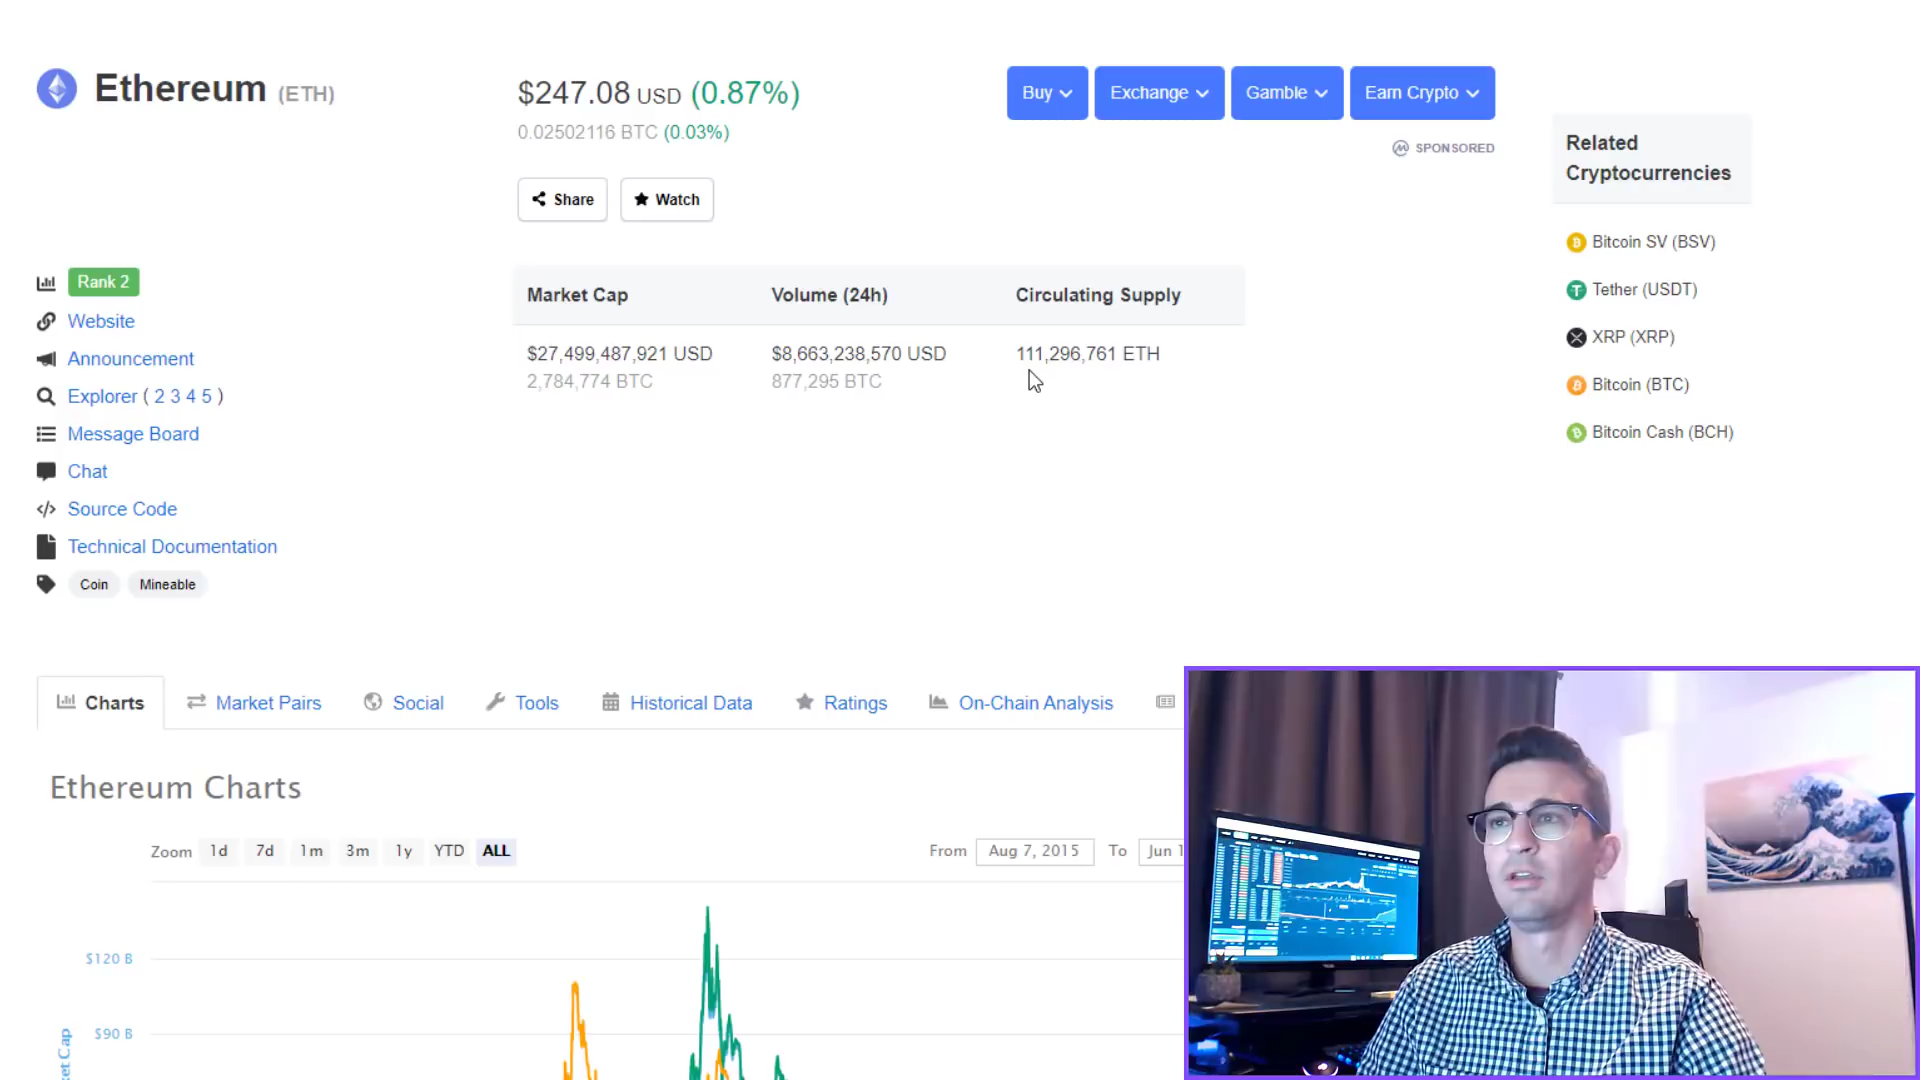 Ethereum (ETH)
$247.08 USD (0.87%)
0.02502116 BTC (0.03%)
Share
Watch
Buy
Exchange
Gamble
Earn Crypto
SPONSORED
Related
Cryptocurrencies
Bitcoin SV (BSV)
Tether (USDT)
XRP (XRP)
Bitcoin (BTC)
Bitcoin Cash (BCH)
Rank 2
Website
Announcement
Explorer ( 2 3 4 5 )
Message Board
Chat
Source Code
Technical Documentation
Coin Mineable
Market Cap Volume (24h) Circulating Supply
$27,499,487,921 USD $8,663,238,570 USD 111,296,761 ETH
2,784,774 BTC 877,295 BTC
Charts Market Pairs Social Tools Historical Data Ratings On-Chain Analysis
Ethereum Charts
Zoom 1d 7d 1m 3m 1y YTD ALL
From Aug 7, 2015 To Jun 1
$120 B
$90 B
et Cap